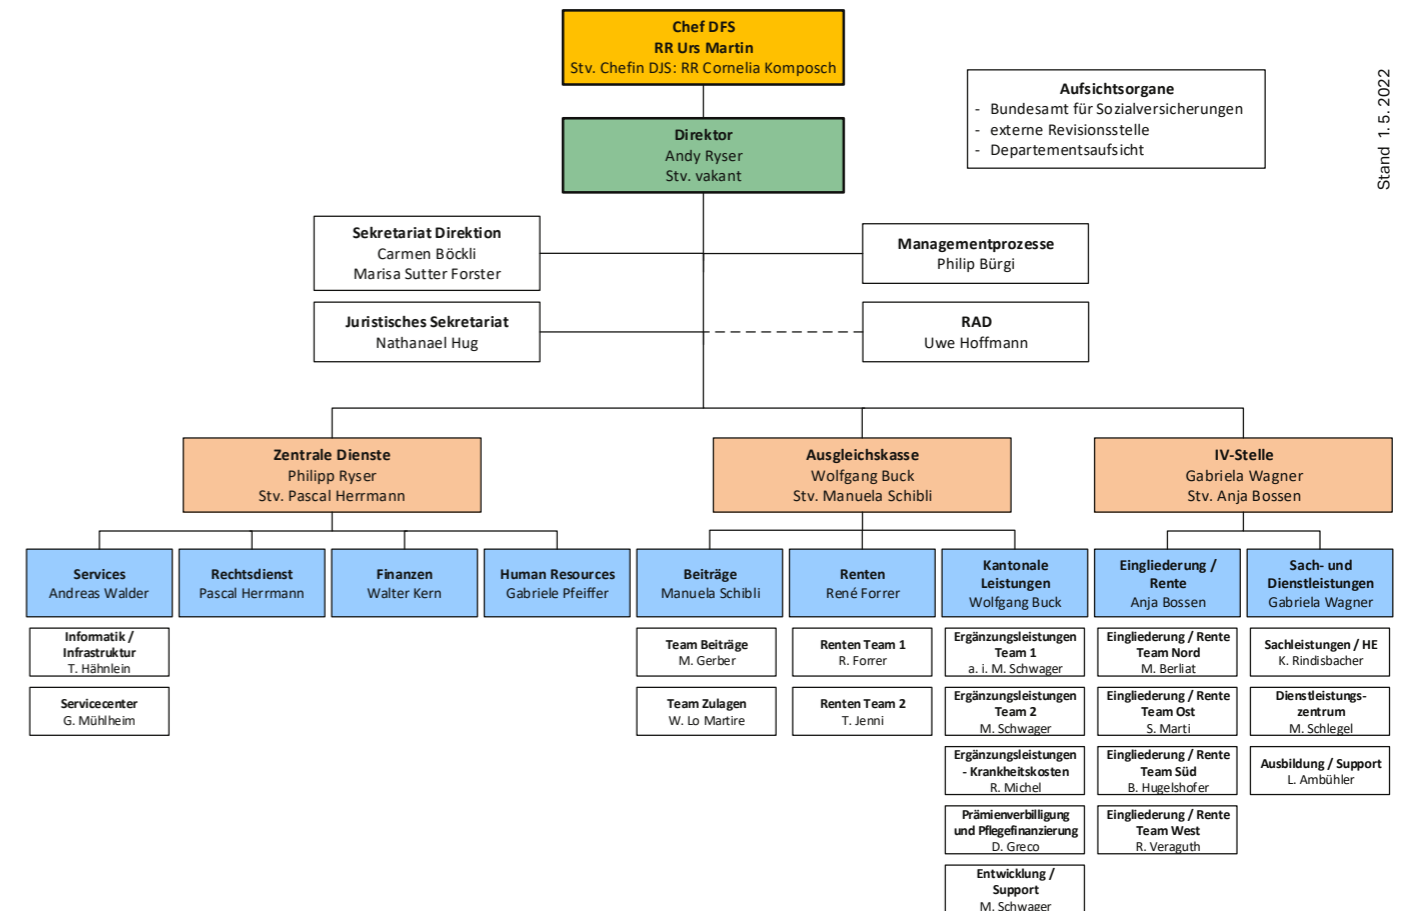 Chef DFS
RR Urs Martin
Stv. Chefin DJS: RR Cornelia Komposch
Aufsichtsorgane
- Bundesamt für Sozialversicherungen
- externe Revisionsstelle
- Departementsaufsicht
Stand 1. 5. 2022
Direktor
Andy Ryser
Stv. vakant
Sekretariat Direktion
Carmen Böckli
Marisa Sutter Forster
Managementprozesse
Philip Bürgi
Juristisches Sekretariat
Nathanael Hug
RAD
Uwe Hoffmann
Zentrale Dienste
Philipp Ryser
Stv. Pascal Herrmann
Ausgleichskasse
Wolfgang Buck
Stv. Manuela Schibli
IV-Stelle
Gabriela Wagner
Stv. Anja Bossen
Services
Andreas Walder
Rechtsdienst
Pascal Herrmann
Finanzen
Walter Kern
Human Resources
Gabriele Pfeiffer
Beiträge
Manuela Schibli
Renten
René Forrer
Kantonale
Leistungen
Wolfgang Buck
Eingliederung /
Rente
Anja Bossen
Sach- und
Dienstleistungen
Gabriela Wagner
Informatik /
Infrastruktur
T. Hähnlein
Servicecenter
G. Mühlheim
Team Beiträge
M. Gerber
Team Zulagen
W. Lo Martire
Renten Team 1
R. Forrer
Renten Team 2
T. Jenni
Ergänzungsleistungen
Team 1
a. i. M. Schwager
Ergänzungsleistungen
Team 2
M. Schwager
Ergänzungsleistungen
- Krankheitskosten
R. Michel
Prämienverbilligung
und Pflegefinanzierung
D. Greco
Entwicklung /
Support
M. Schwager
Eingliederung / Rente
Team Nord
M. Berliat
Eingliederung / Rente
Team Ost
S. Marti
Eingliederung / Rente
Team Süd
B. Hugelshofer
Eingliederung / Rente
Team West
R. Veraguth
Sachleistungen / HE
K. Rindisbacher
Dienstleistungs-
zentrum
M. Schlegel
Ausbildung / Support
L. Ambühler